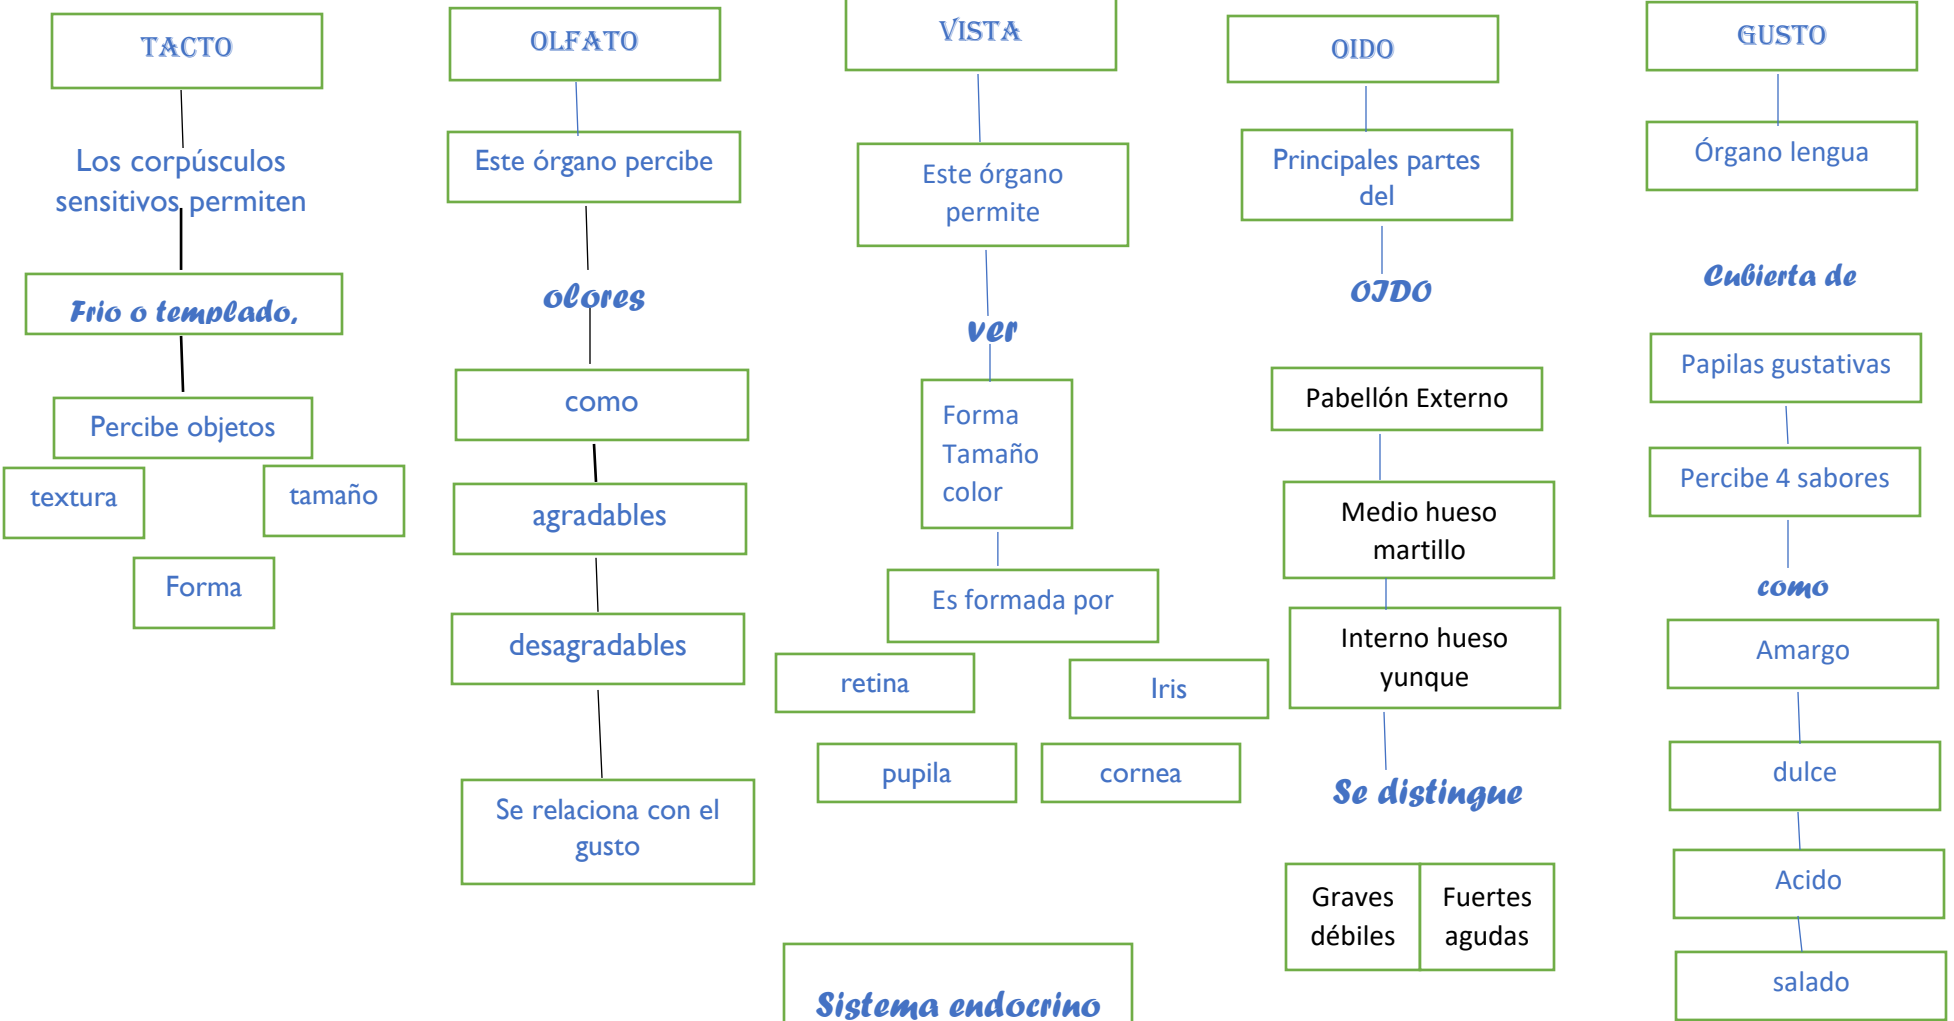 TACTO
Los corpúsculos
sensitivos permiten
Frio o templado,
Percibe objetos
textura
tamaño
Forma
OLFATO
Este órgano percibe
olores
como
agradables
desagradables
Se relaciona con el
gusto
VISTA
Este órgano
permite
ver
Forma
Tamaño
color
Es formada por
retina
Iris
pupila
cornea
OIDO
Principales partes
del
OIDO
Pabellón Externo
Medio hueso
martillo
Interno hueso
yunque
Se distingue
Graves
débiles
Fuertes
agudas
GUSTO
Órgano lengua
Cubierta de
Papilas gustativas
Percibe 4 sabores
como
Amargo
dulce
Acido
salado
Sistema endocrino